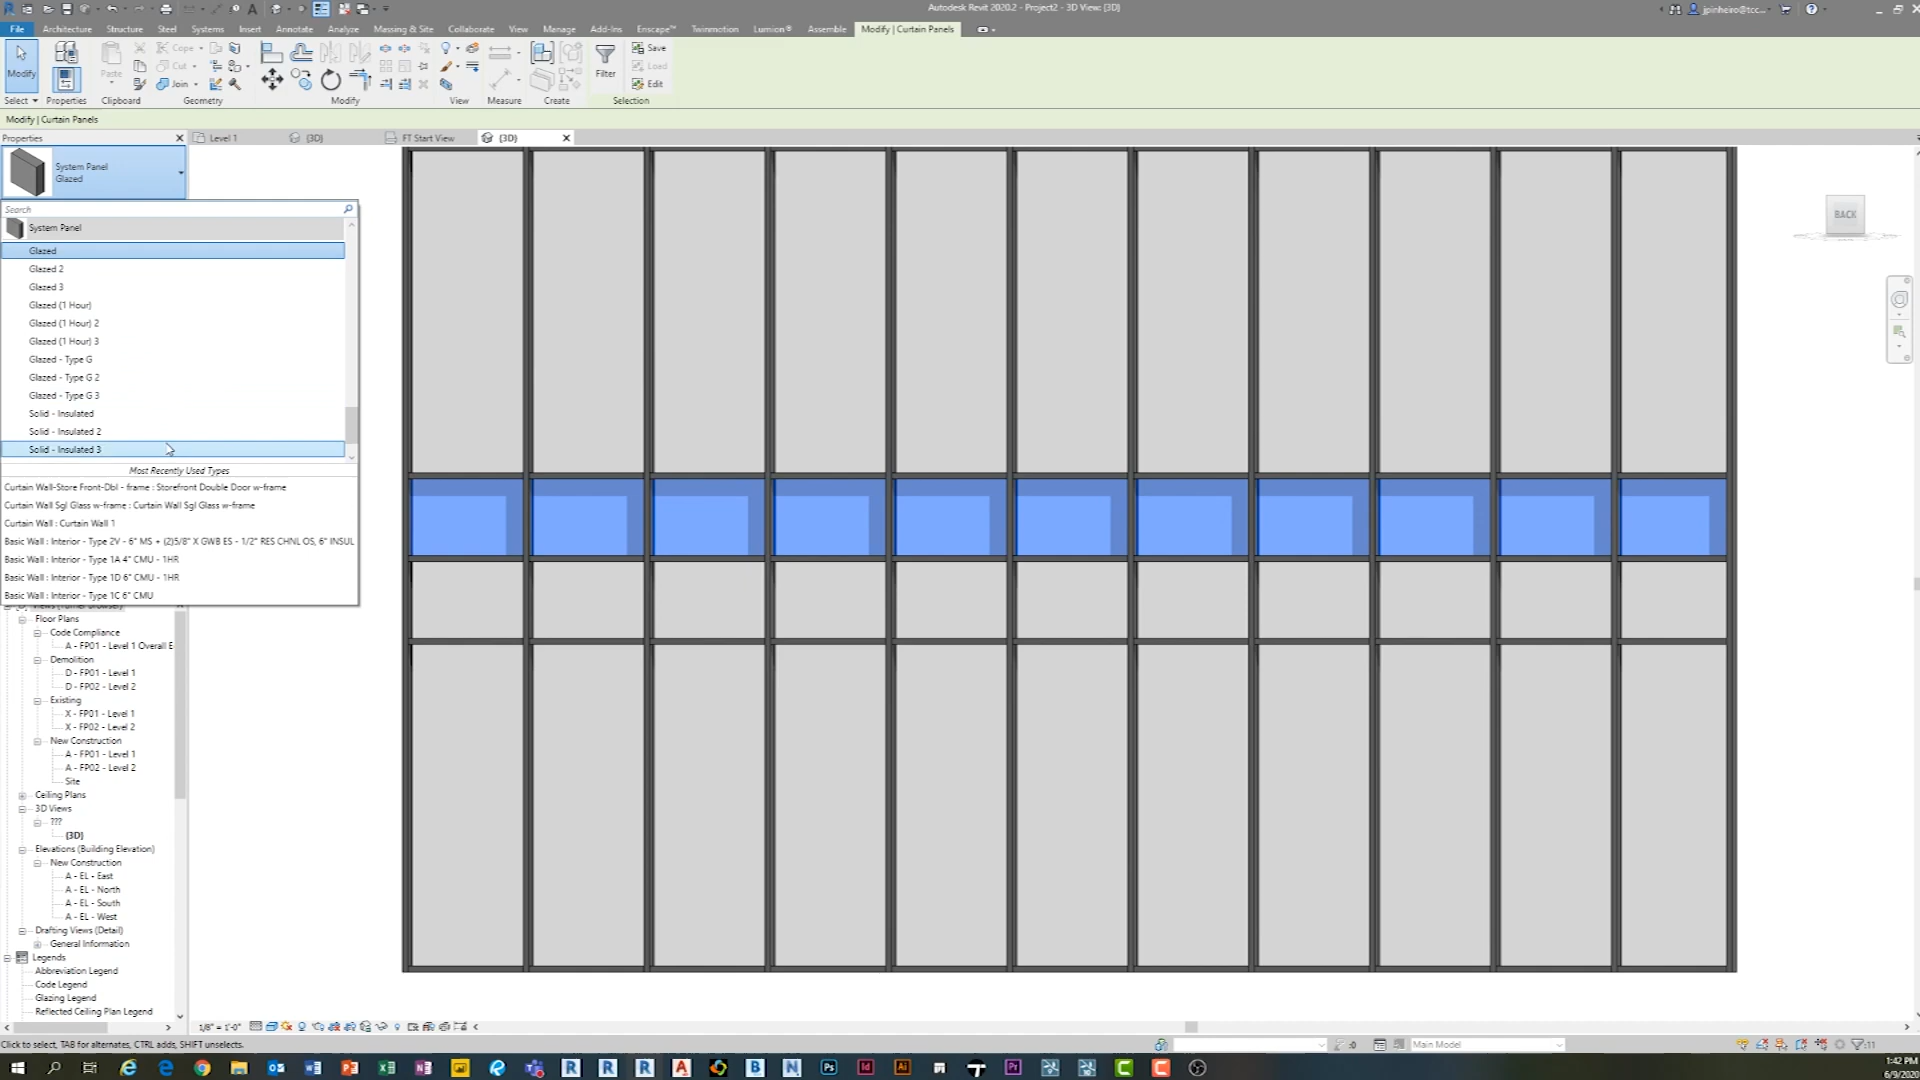 Autodesk Revit 2020.2 - Project2 - 3D View: {3D}
jpinheiro@tcc...
File Architecture Structure Steel Systems Insert Annotate Analyze Massing & Site Collaborate View Manage Add-Ins Enscape™ Twinmotion Lumion® Assemble Modify | Curtain Panels
Modify
Paste
Cope
Cut
Join
Filter
Save
Load
Edit
Select Properties Clipboard Geometry Modify View Measure Create Selection
Modify | Curtain Panels
Properties
Level 1
{3D}
FT Start View
{3D}
System Panel
Glazed
Search
System Panel
Glazed
Glazed 2
Glazed 3
Glazed (1 Hour)
Glazed (1 Hour) 2
Glazed (1 Hour) 3
Glazed - Type G
Glazed - Type G 2
Glazed - Type G 3
Solid - Insulated
Solid - Insulated 2
Solid - Insulated 3
Most Recently Used Types
Curtain Wall-Store Front-Dbl - frame : Storefront Double Door w-frame
Curtain Wall Sgl Glass w-frame : Curtain Wall Sgl Glass w-frame
Curtain Wall : Curtain Wall 1
Basic Wall : Interior - Type 2V - 6" MS + (2)5/8" X GWB ES - 1/2" RES CHNL OS, 6" INSUL
Basic Wall : Interior - Type 1A 4" CMU - 1HR
Basic Wall : Interior - Type 1D 6" CMU - 1HR
Basic Wall : Interior - Type 1C 6" CMU
Views (Turner Browser)
Floor Plans
Code Compliance
A - FP01 - Level 1 Overall E
Demolition
D - FP01 - Level 1
D - FP02 - Level 2
Existing
X - FP01 - Level 1
X - FP02 - Level 2
New Construction
A - FP01 - Level 1
A - FP02 - Level 2
Site
Ceiling Plans
3D Views
???
{3D}
Elevations (Building Elevation)
New Construction
A - EL - East
A - EL - North
A - EL - South
A - EL - West
Drafting Views (Detail)
General Information
Legends
Abbreviation Legend
Code Legend
Glazing Legend
Reflected Ceiling Plan Legend
BACK
1/8" = 1'-0"
Click to select, TAB for alternates, CTRL adds, SHIFT unselects.
:0
Main Model
:11
1:42 PM
6/9/2020